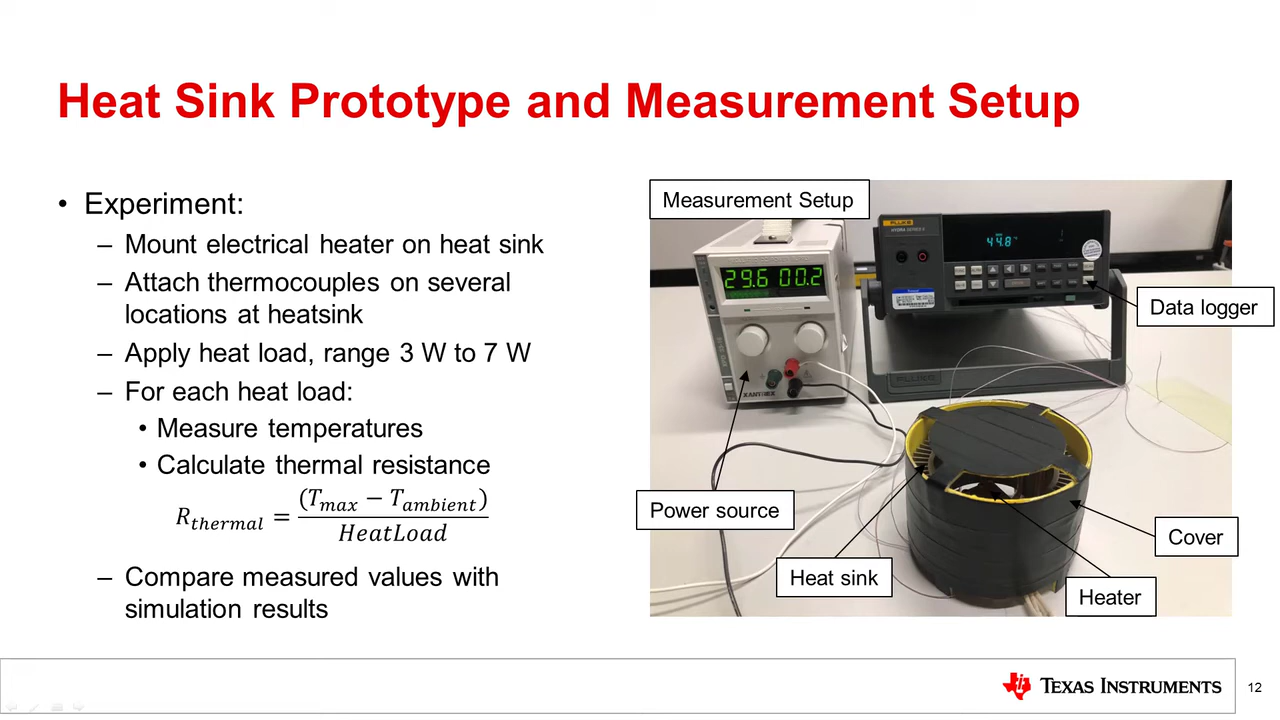 Heat Sink Prototype and Measurement Setup
• Experiment:
– Mount electrical heater on heat sink
– Attach thermocouples on several
locations at heatsink
– Apply heat load, range 3 W to 7 W
– For each heat load:
• Measure temperatures
• Calculate thermal resistance
R_thermal = (T_max − T_ambient) / HeatLoad
– Compare measured values with
simulation results
Measurement Setup
FLUKE
29.6 00.2
44.8
Data logger
FLUKE
XANTREX
Power source
Cover
Heat sink
Heater
TEXAS INSTRUMENTS
12